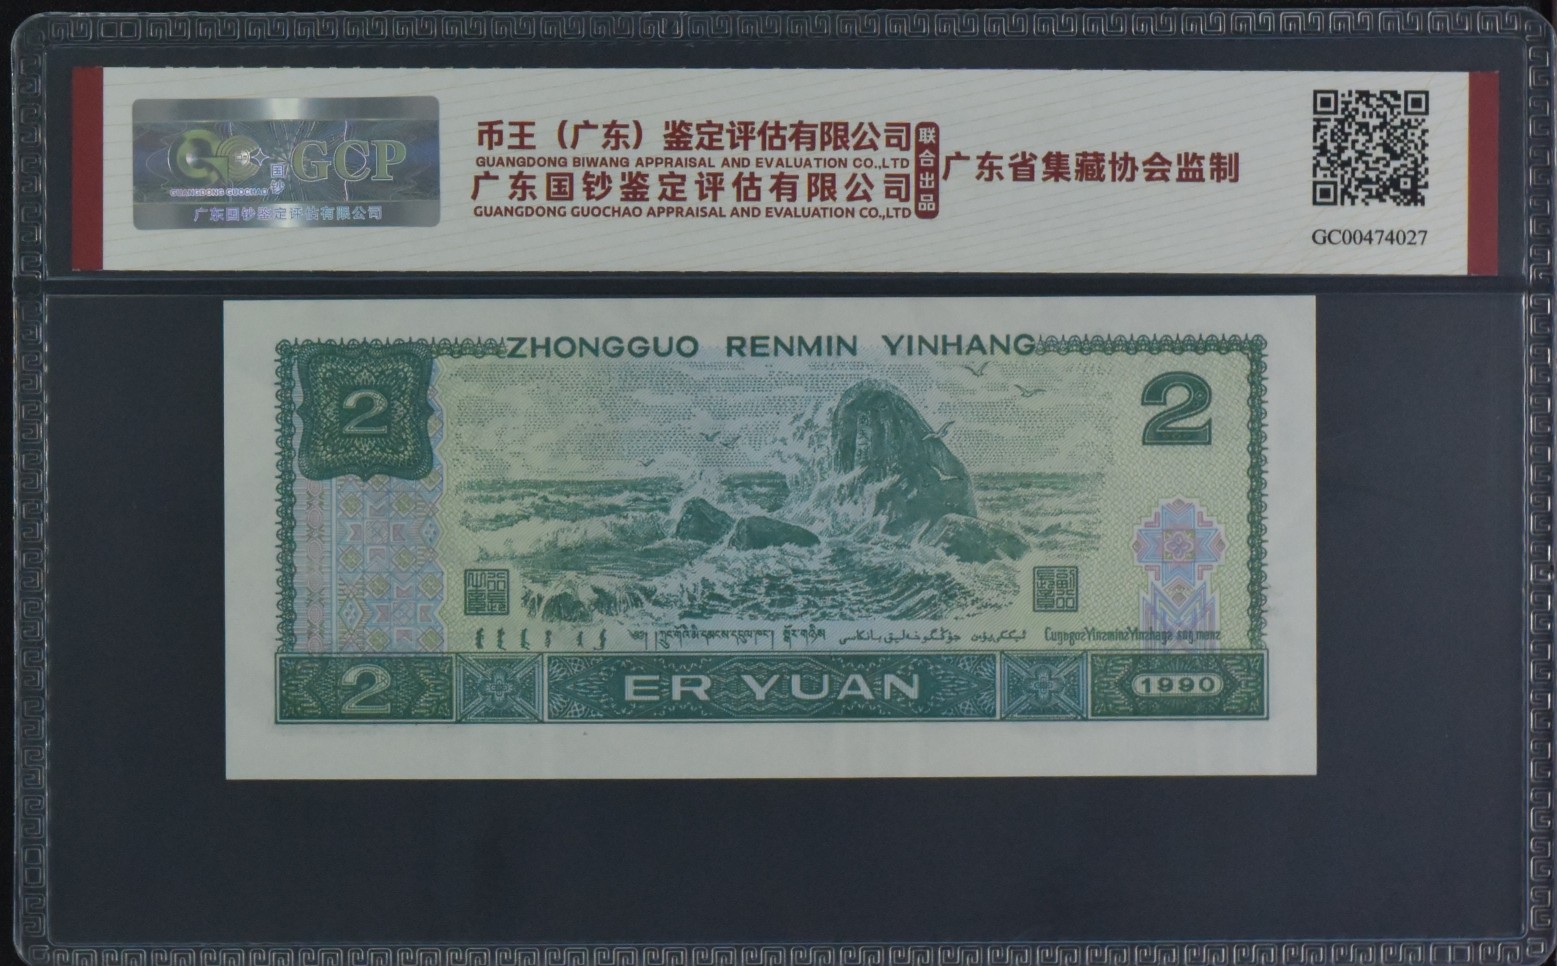 GCP
国钞
GUANGDONG GUOCHAO
广东国钞鉴定评估有限公司
币王（广东）鉴定评估有限公司
GUANGDONG BIWANG APPRAISAL AND EVALUATION CO.,LTD
广东国钞鉴定评估有限公司
GUANGDONG GUOCHAO APPRAISAL AND EVALUATION CO.,LTD
联合出品
广东省集藏协会监制
GC00474027
ZHONGGUO RENMIN YINHANG
2
2
2
ER YUAN
1990